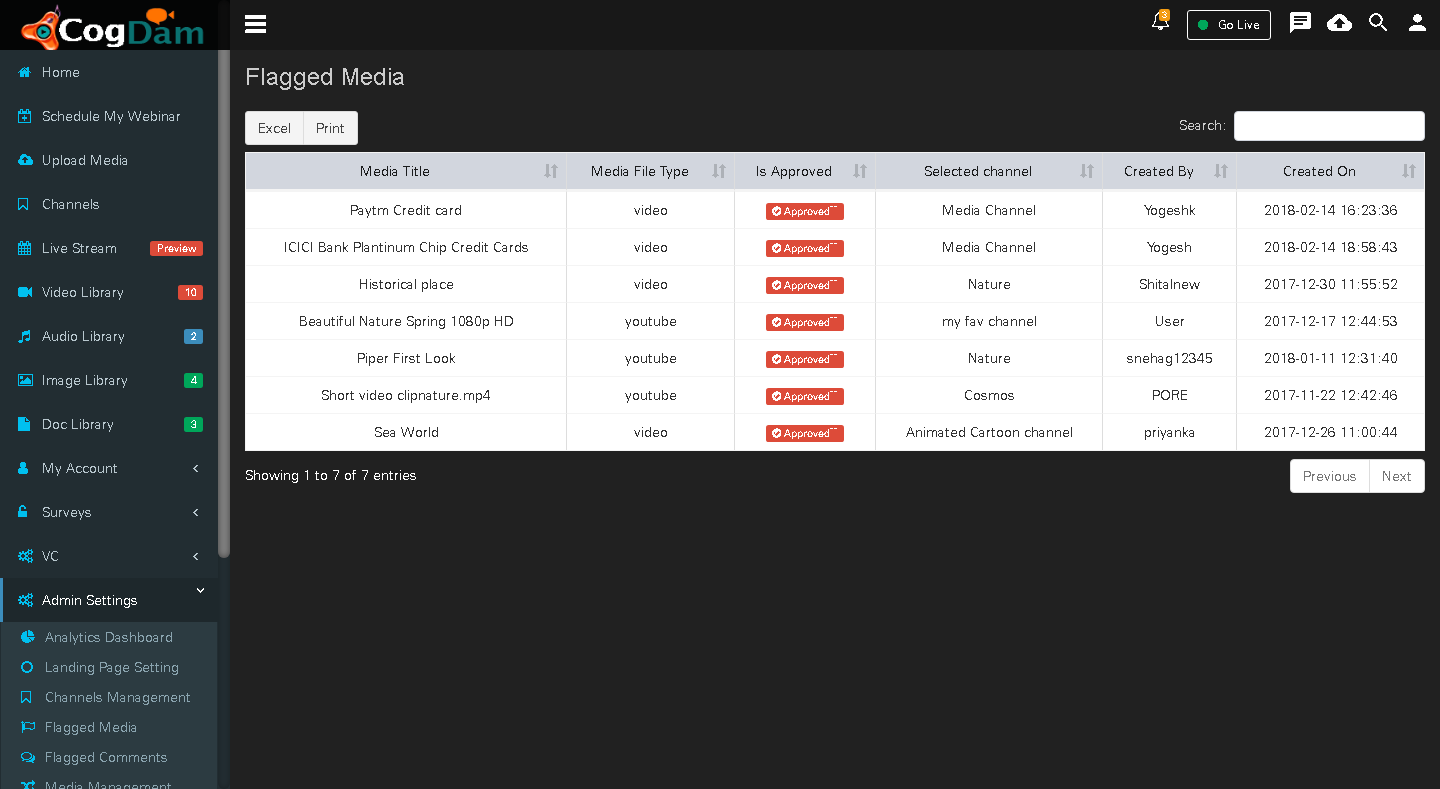 CogDam
3
Go Live
Home
Schedule My Webinar
Upload Media
Channels
Live Stream Preview
Video Library 10
Audio Library 2
Image Library 4
Doc Library 3
My Account
Surveys
VC
Admin Settings
Analytics Dashboard
Landing Page Setting
Channels Management
Flagged Media
Flagged Comments
Media Management
Flagged Media
Excel Print Search:
Media Title Media File Type Is Approved Selected channel Created By Created On
Paytm Credit card video Approved Media Channel Yogeshk 2018-02-14 16:23:36
ICICI Bank Plantinum Chip Credit Cards video Approved Media Channel Yogesh 2018-02-14 18:58:43
Historical place video Approved Nature Shitalnew 2017-12-30 11:55:52
Beautiful Nature Spring 1080p HD youtube Approved my fav channel User 2017-12-17 12:44:53
Piper First Look youtube Approved Nature snehag12345 2018-01-11 12:31:40
Short video clipnature.mp4 youtube Approved Cosmos PORE 2017-11-22 12:42:46
Sea World video Approved Animated Cartoon channel priyanka 2017-12-26 11:00:44
Showing 1 to 7 of 7 entries Previous Next